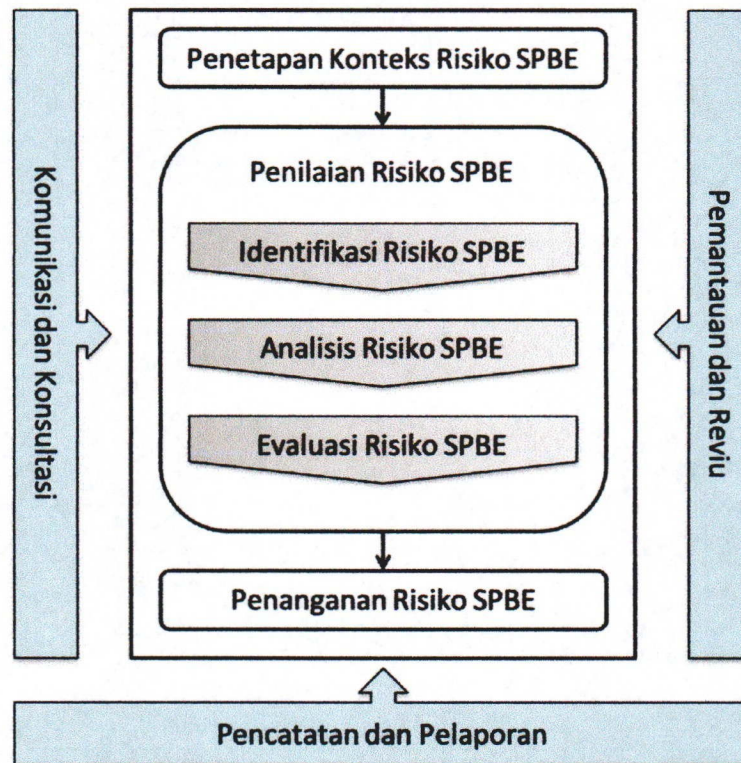 Penetapan Konteks Risiko SPBE
Penilaian Risiko SPBE
Identifikasi Risiko SPBE
Analisis Risiko SPBE
Evaluasi Risiko SPBE
Penanganan Risiko SPBE
Komunikasi dan Konsultasi
Pemantauan dan Reviu
Pencatatan dan Pelaporan